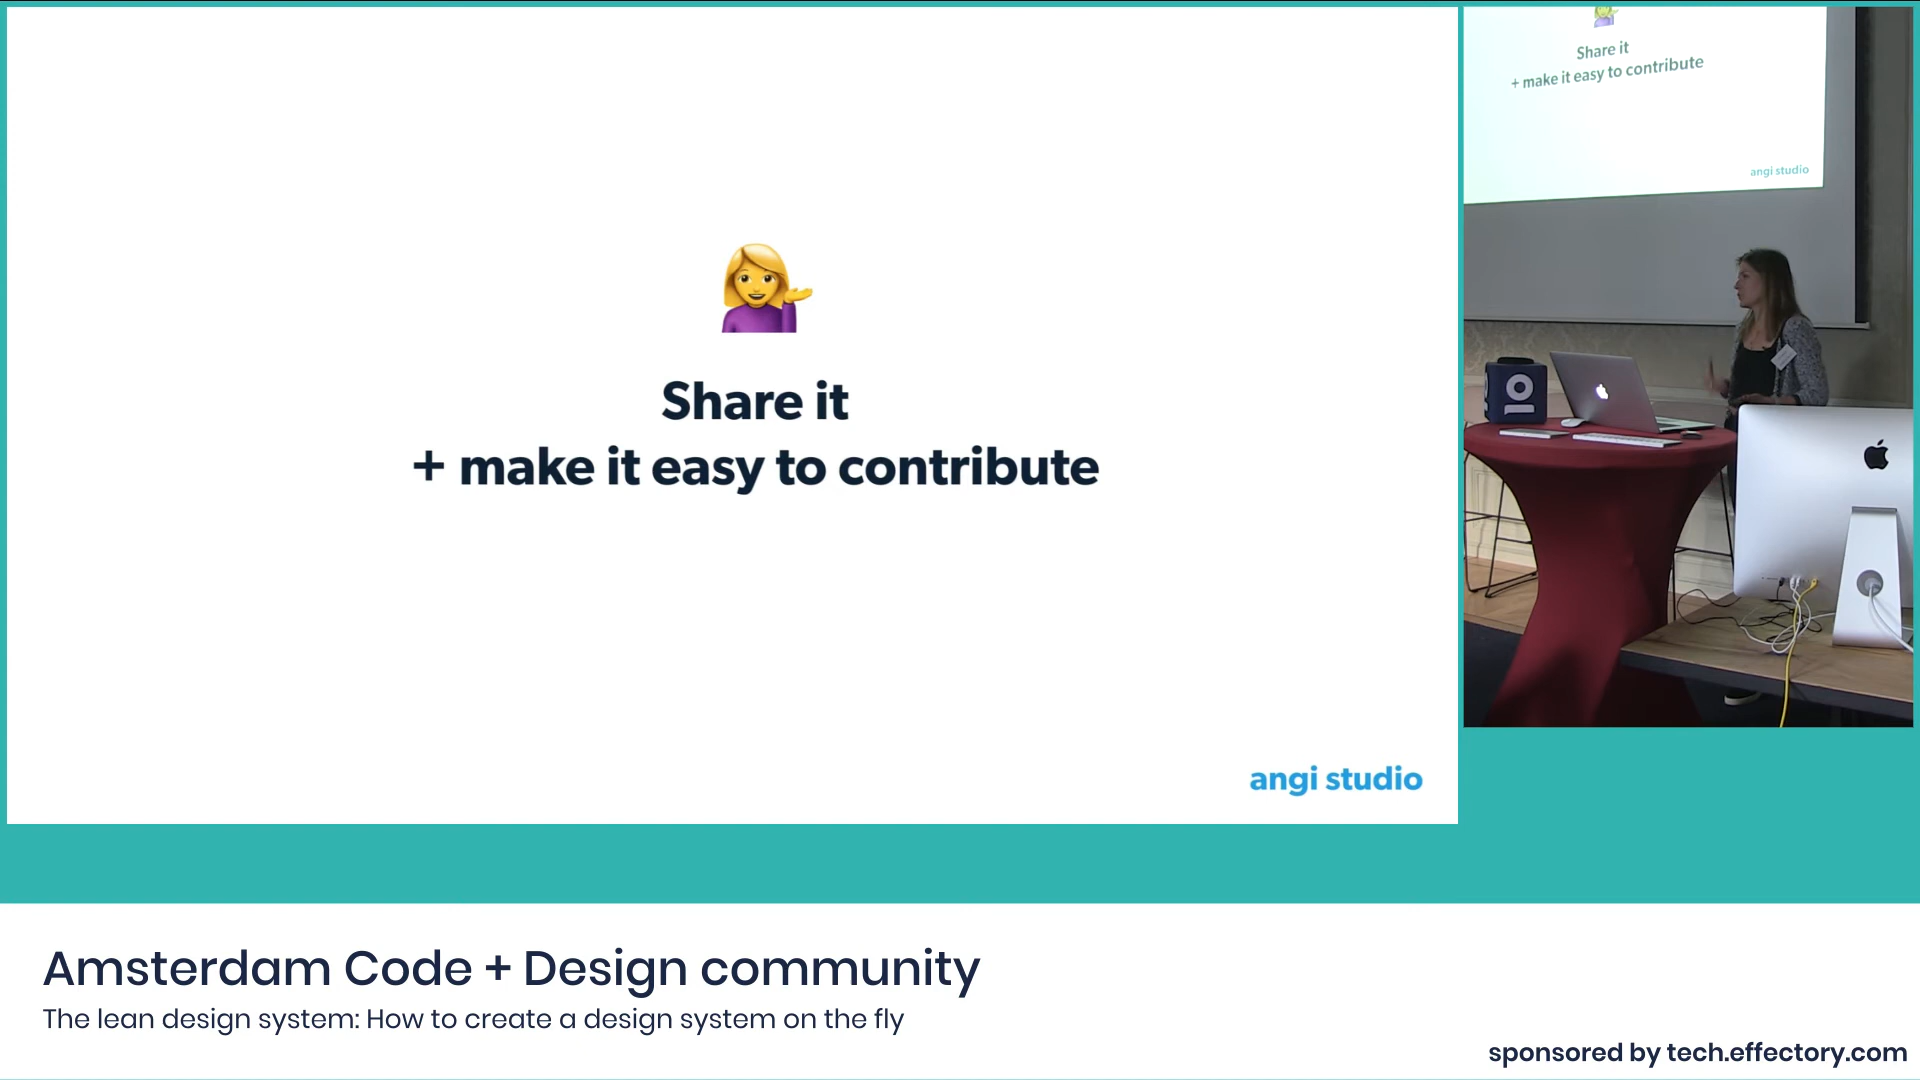 Share it
+ make it easy to contribute
angi studio
Share it
+ make it easy to contribute
angi studio
Amsterdam Code + Design community
The lean design system: How to create a design system on the fly
sponsored by tech.effectory.com